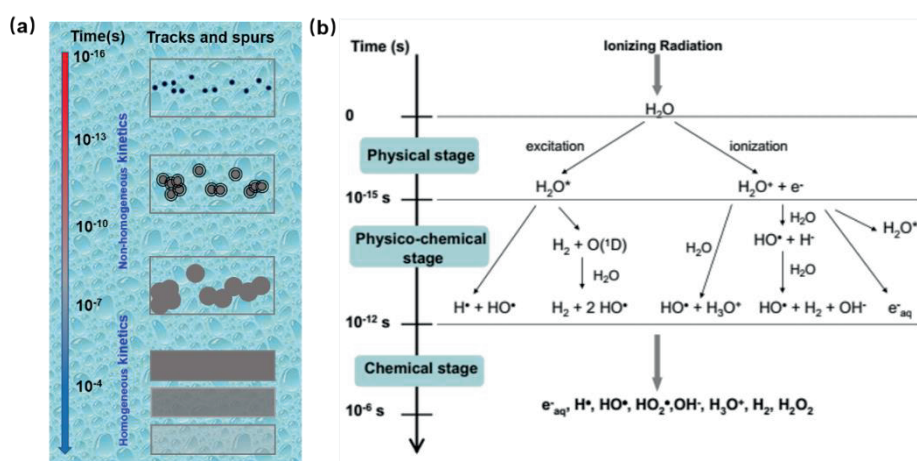 (a)
Time(s)
Tracks and spurs
10⁻¹⁶
10⁻¹³
10⁻¹⁰
10⁻⁷
10⁻⁴
Non-homogeneous kinetics
Homogeneous kinetics
(b)
Time (s)
Ionizing Radiation
0
H₂O
Physical stage
excitation
ionization
10⁻¹⁵ s
H₂O*
H₂O⁺ + e-
Physico-chemical
stage
H₂ + O(¹D)
H₂O
H₂O
H₂O
HO• + H-
H₂O
H₂O*
H• + HO•
H₂ + 2 HO•
HO• + H₃O⁺
HO• + H₂ + OH-
e-aq
10⁻¹² s
Chemical stage
10⁻⁶ s
e-aq, H•, HO•, HO₂•,OH-, H₃O⁺, H₂, H₂O₂